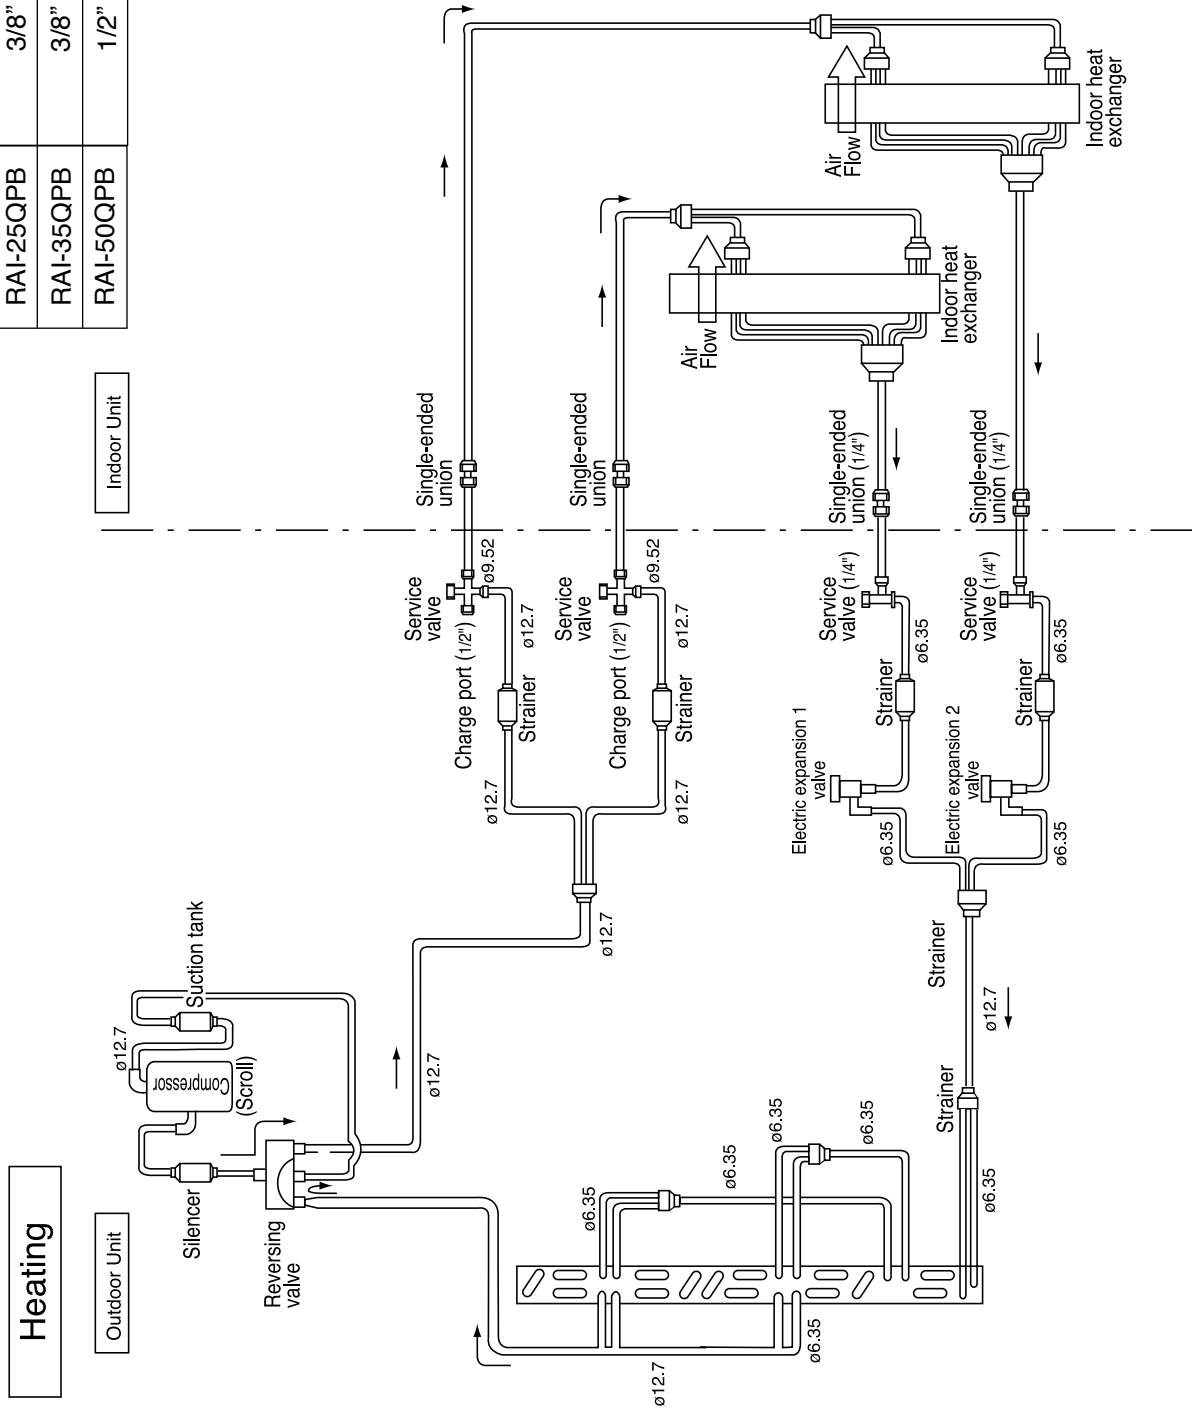 Heating
Outdoor Unit
Indoor Unit
RAI-25QPB 3/8”
RAI-35QPB 3/8”
RAI-50QPB 1/2”
Silencer
Reversing
valve
Compressor
(Scroll)
Suction tank
ø12.7
ø12.7
ø12.7
ø12.7
ø12.7
ø12.7
ø12.7
Strainer
Strainer
Charge port (1/2")
Charge port (1/2")
Service
valve
Service
valve
ø9.52
ø9.52
Single-ended
union
Single-ended
union
Air
Flow
Air
Flow
Indoor heat
exchanger
Indoor heat
exchanger
Single-ended
union (1/4")
Single-ended
union (1/4")
Service
valve (1/4")
Service
valve (1/4")
ø6.35
ø6.35
Strainer
Strainer
Electric expansion 1
valve
Electric expansion 2
valve
ø6.35
ø6.35
Strainer
ø12.7
Strainer
ø6.35
ø6.35
ø6.35
ø6.35
ø6.35
ø6.35
ø12.7